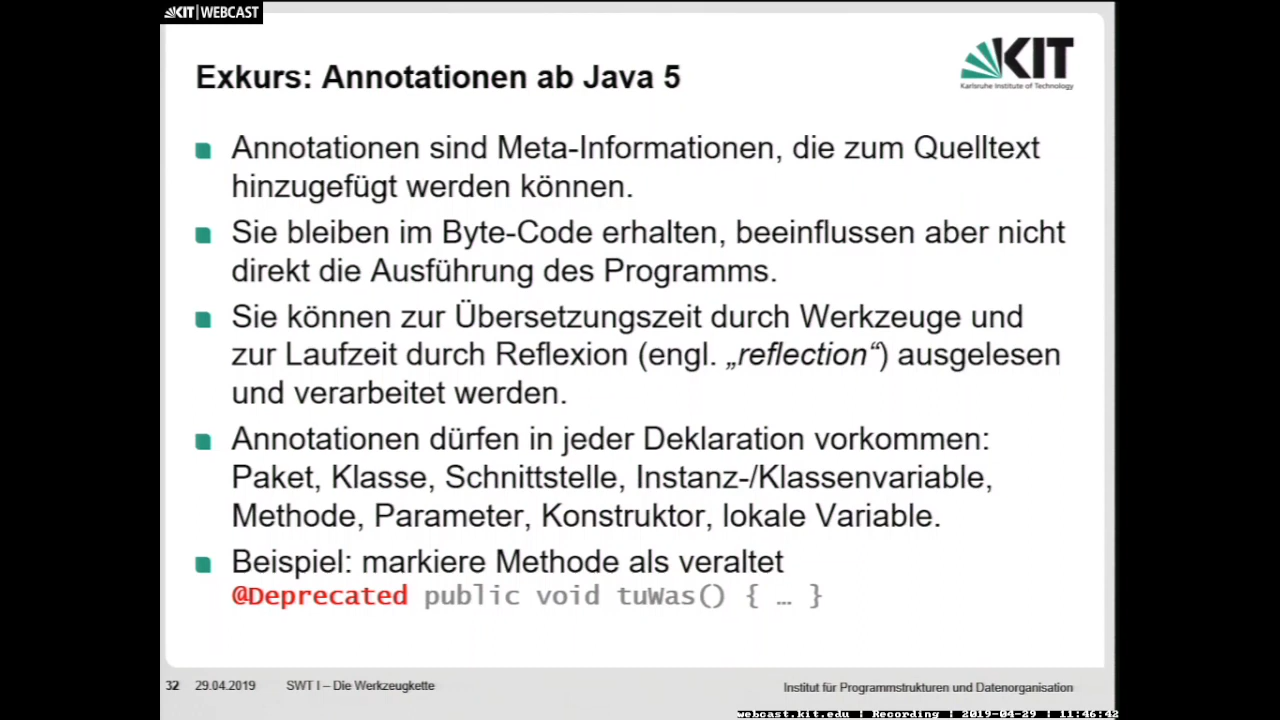 KIT | WEBCAST
KIT
Karlsruhe Institute of Technology
Exkurs: Annotationen ab Java 5
Annotationen sind Meta-Informationen, die zum Quelltext
hinzugefügt werden können.
Sie bleiben im Byte-Code erhalten, beeinflussen aber nicht
direkt die Ausführung des Programms.
Sie können zur Übersetzungszeit durch Werkzeuge und
zur Laufzeit durch Reflexion (engl. „reflection“) ausgelesen
und verarbeitet werden.
Annotationen dürfen in jeder Deklaration vorkommen:
Paket, Klasse, Schnittstelle, Instanz-/Klassenvariable,
Methode, Parameter, Konstruktor, lokale Variable.
Beispiel: markiere Methode als veraltet
@Deprecated public void tuWas() { … }
32 29.04.2019 SWT I – Die Werkzeugkette
Institut für Programmstrukturen und Datenorganisation
webcast.kit.edu | Recording | 2019-04-29 | 11:46:42